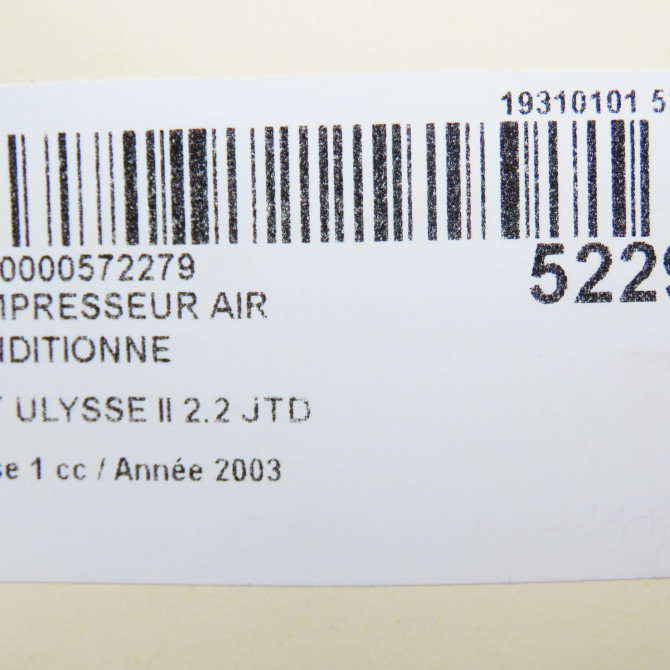 19310101 5
0000572279
5229
MPRESSEUR AIR
NDITIONNE
T ULYSSE II 2.2 JTD
se 1 cc / Année 2003